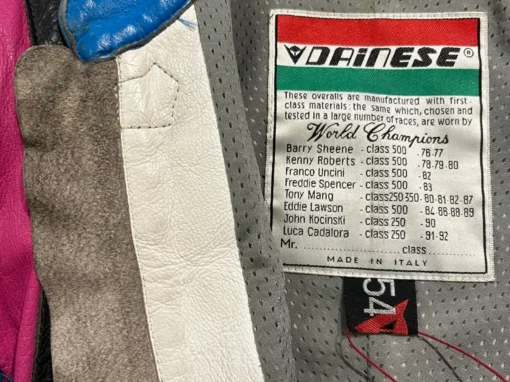 DAiNESE®
These overalls are manufactured with first-
class materials: the same which, chosen and
tested in a large number of races, are worn by
World Champions
Barry Sheene - class 500 - 76-77
Kenny Roberts - class 500 - 78-79-80
Franco Uncini - class 500 - 82
Freddie Spencer - class 500 - 83
Tony Mang - class 250 350 - 80-81-82-87
Eddie Lawson - class 500 - 84-86-88-89
John Kocinski - class 250 - 90
Luca Cadalora - class 250 - 91-92
Mr. .................... class ..............
MADE IN ITALY
54